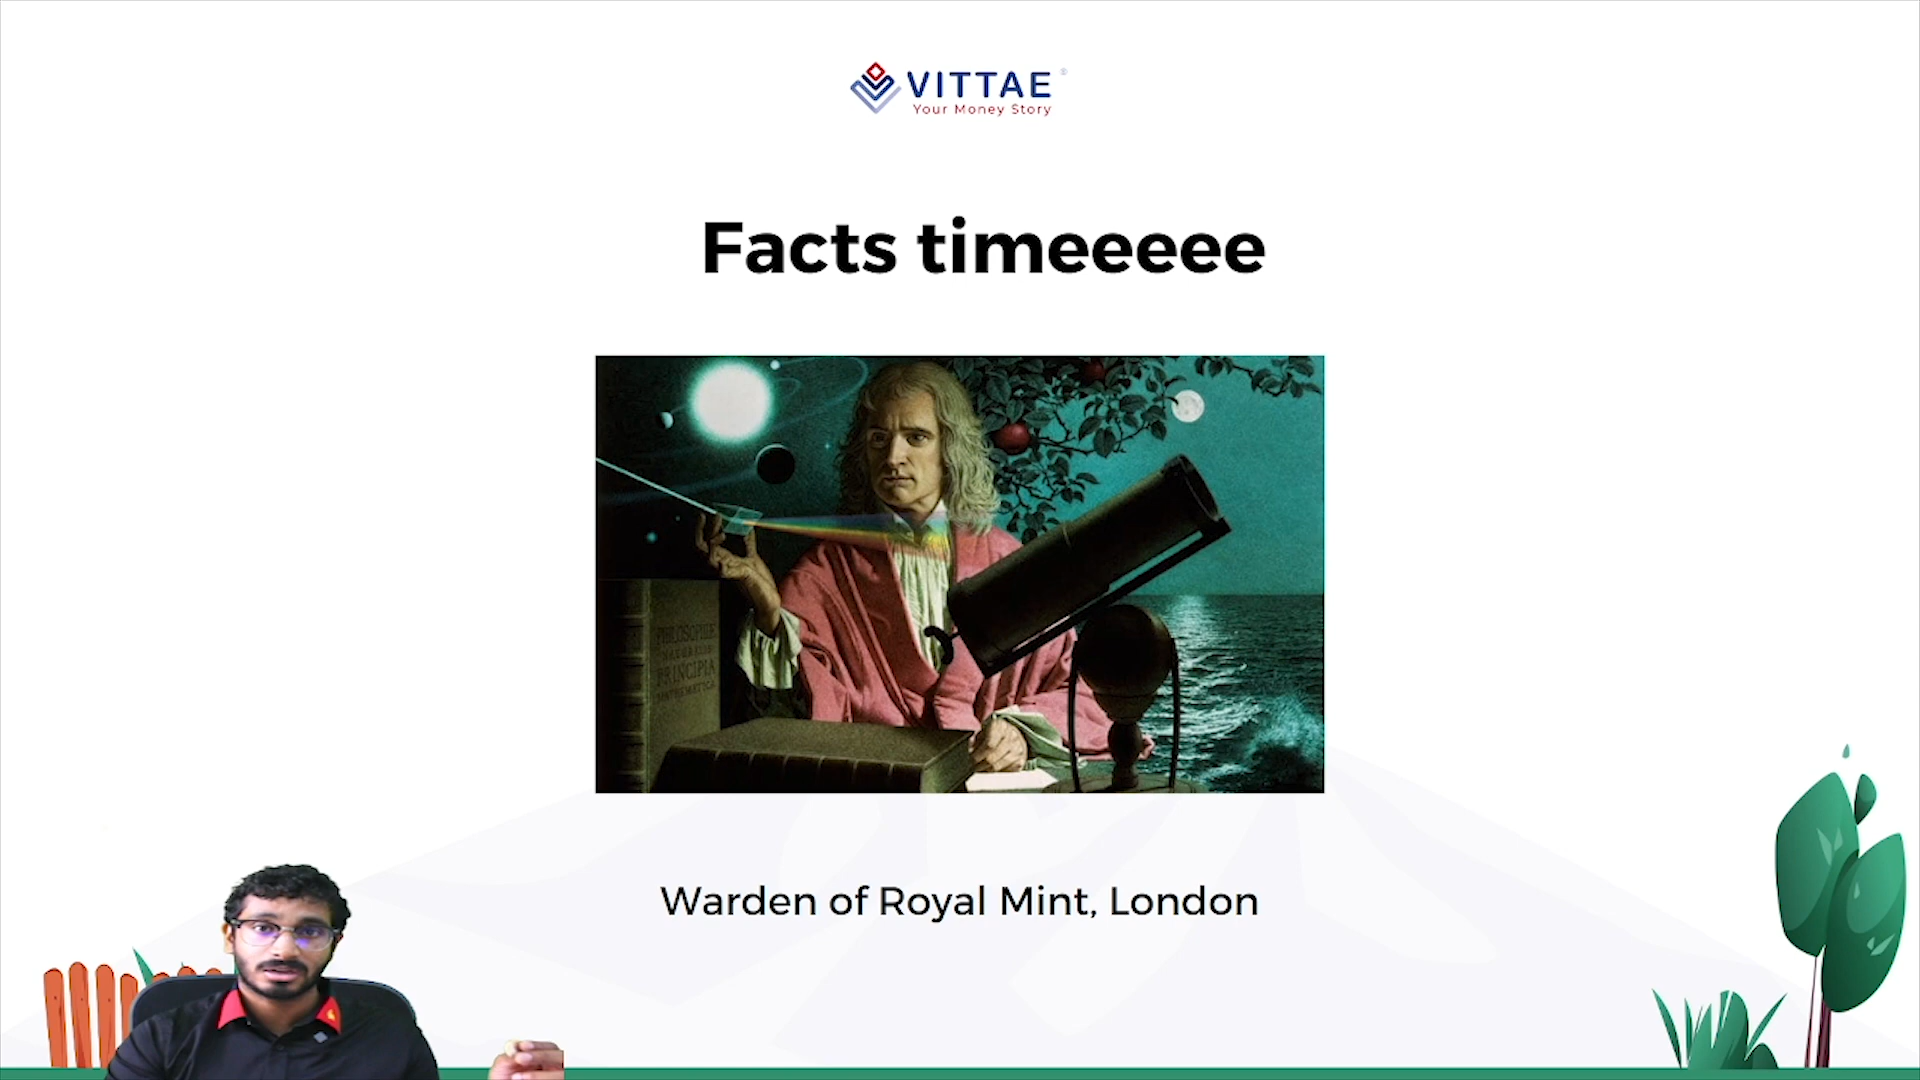 VITTAE
Your Money Story
Facts timeeeee
PRINCIPIA
Warden of Royal Mint, London